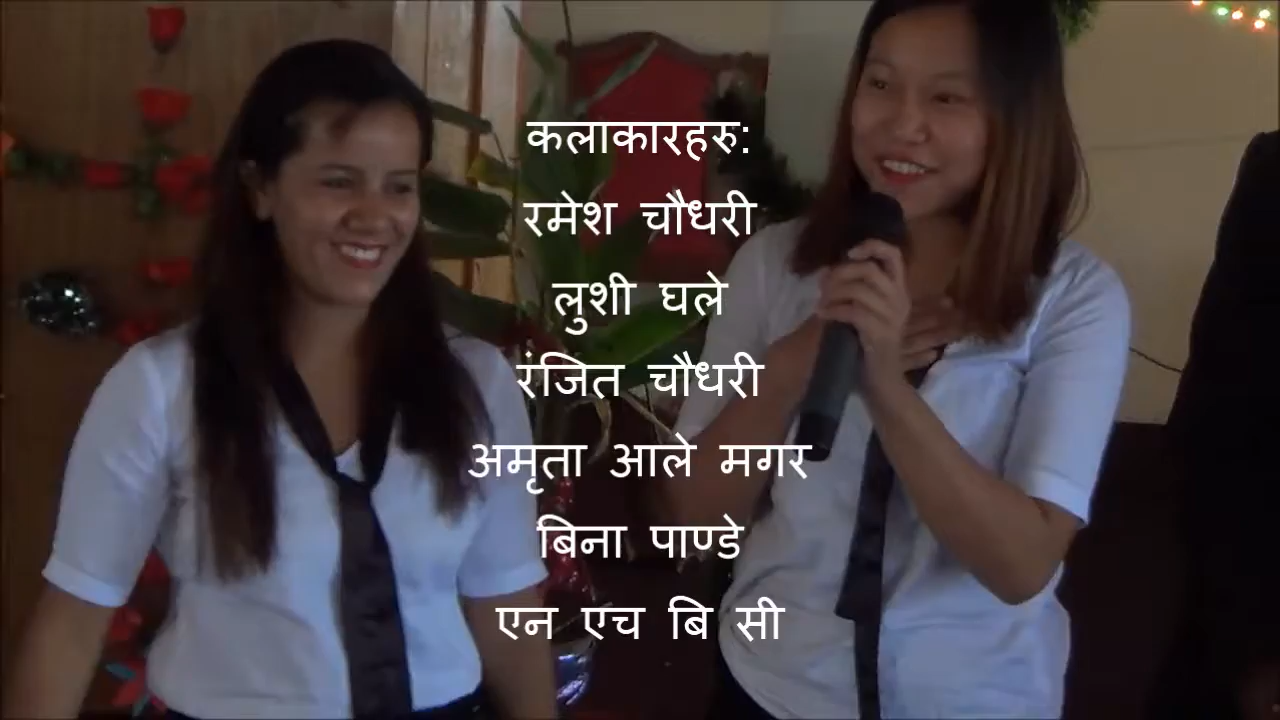 कलाकारहरु:
रमेश चौधरी
लुशी घले
रंजित चौधरी
अमृता आले मगर
बिना पाण्डे
एन एच बि सी